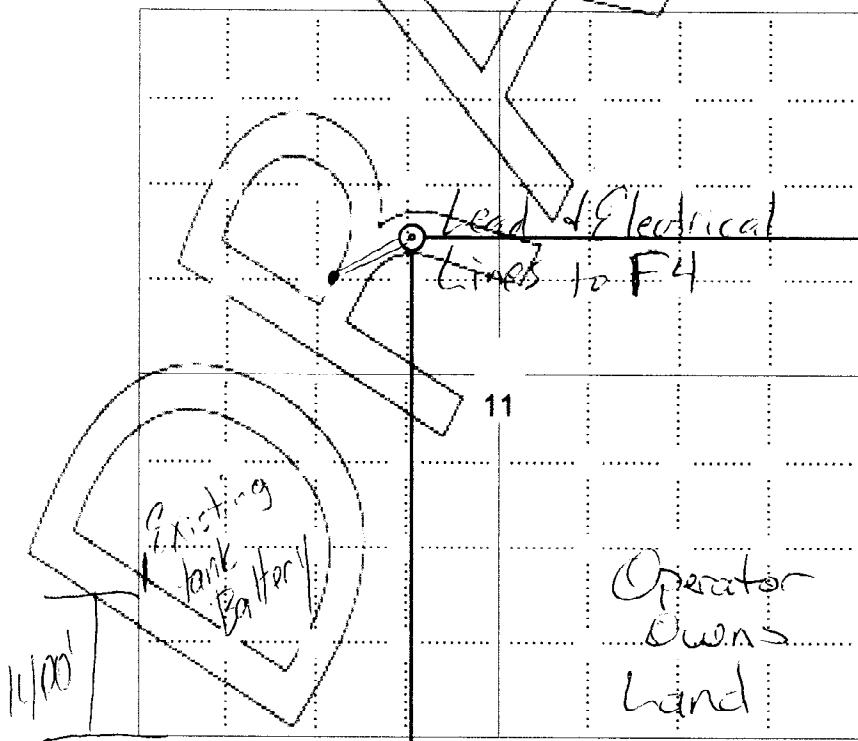 Lead & Electrical
Lines to F4
11
Existing
Tank
Battery
Operator
Owns
Land
1400'